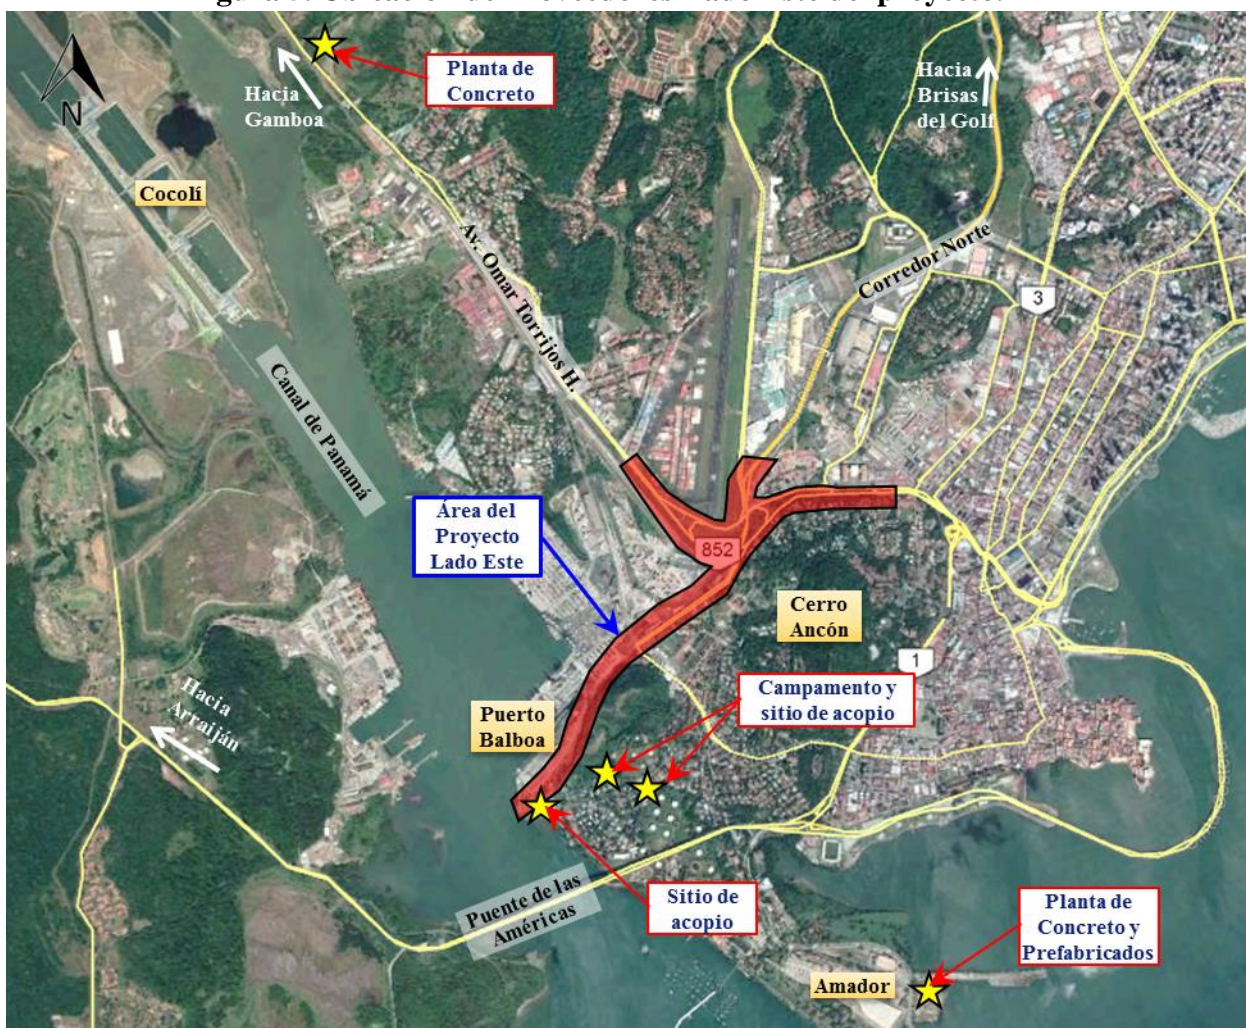 Planta de
Concreto
Hacia
Gamboa
Hacia
Brisas
del Golf
N
Cocolí
Av. Omar Torrijos H.
Corredor Norte
3
Canal de Panamá
Área del
Proyecto
Lado Este
852
Cerro
Ancón
1
Hacia
Arraiján
Campamento y
sitio de acopio
Puerto
Balboa
Puente de las
Américas
Sitio de
acopio
Planta de
Concreto y
Prefabricados
Amador